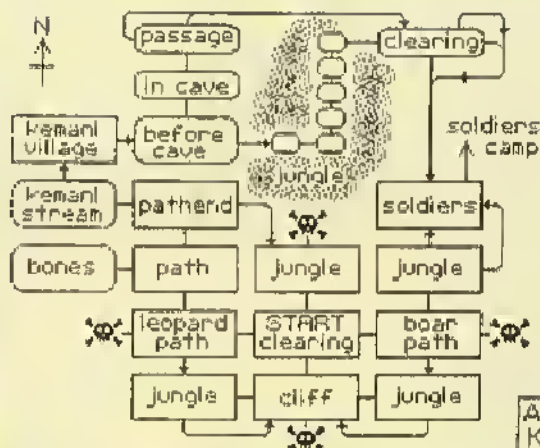 N
passage
clearing
in cave
kemani
village
before
cave
soldiers
camp
jungle
kemani
stream
pathend
soldiers
bones
path
jungle
jungle
leopard
path
START
clearing
boar
path
jungle
cliff
jungle
A
K